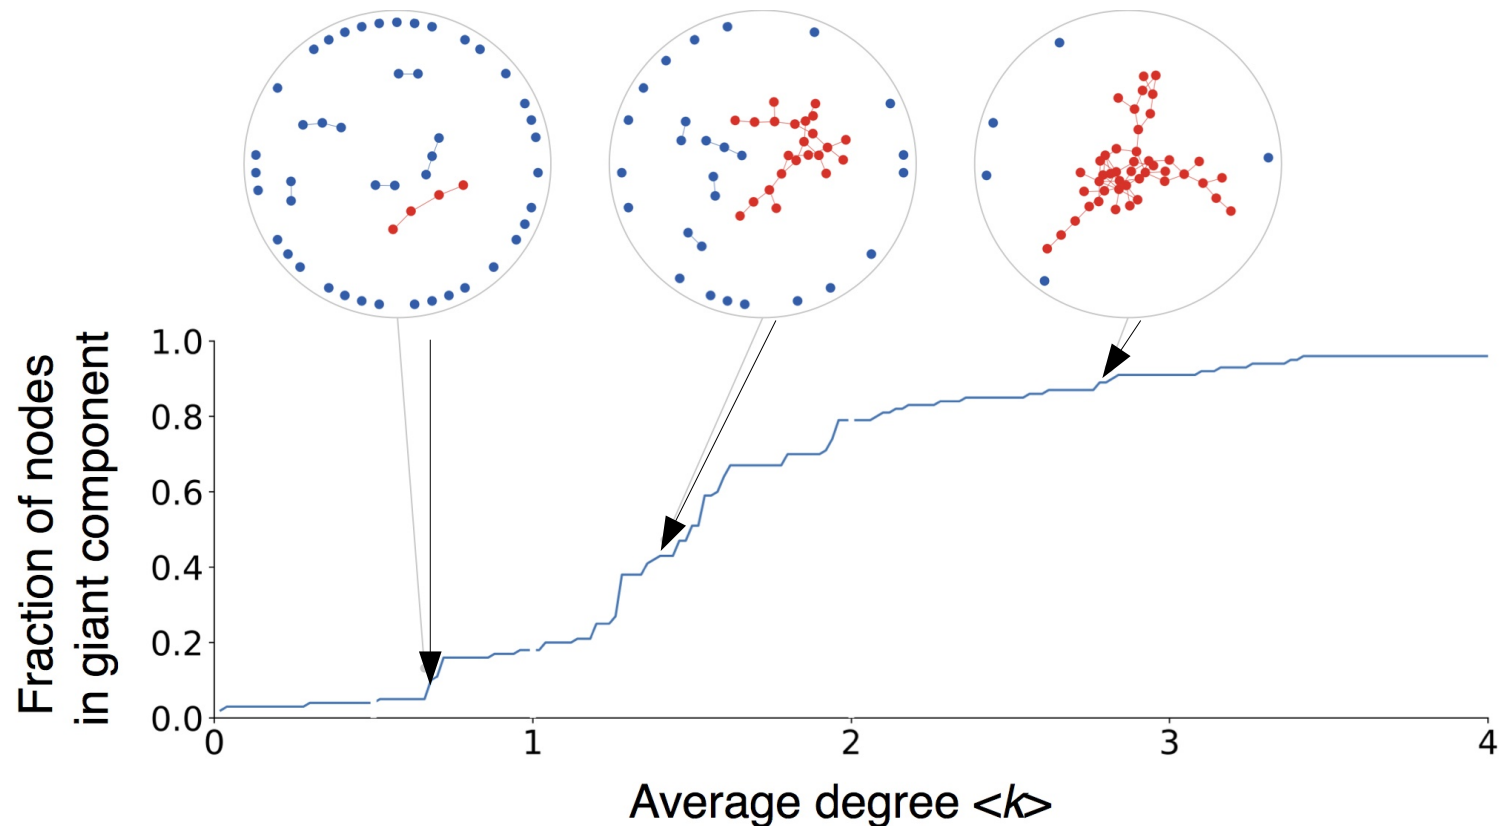 Fraction of nodes
in giant component
1.0
0.8
0.6
0.4
0.2
0.0
0 1 2 3 4
Average degree <k>